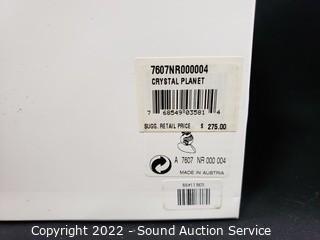 7607NR000004
CRYSTAL PLANET
7 68549 03581 4
SUGG. RETAIL PRICE $ 275.00
A 7607 NR 000 004
MADE IN AUSTRIA
Copyright © 2022 - Sound Auction Service